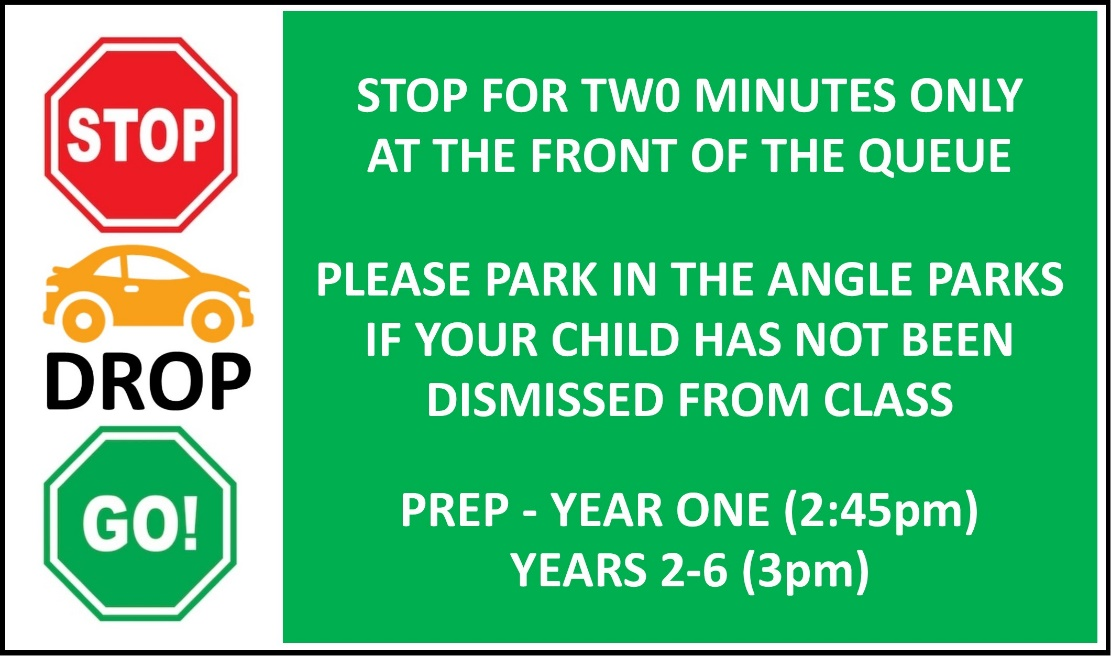 STOP
DROP
GO!
STOP FOR TW0 MINUTES ONLY
AT THE FRONT OF THE QUEUE
PLEASE PARK IN THE ANGLE PARKS
IF YOUR CHILD HAS NOT BEEN
DISMISSED FROM CLASS
PREP - YEAR ONE (2:45pm)
YEARS 2-6 (3pm)